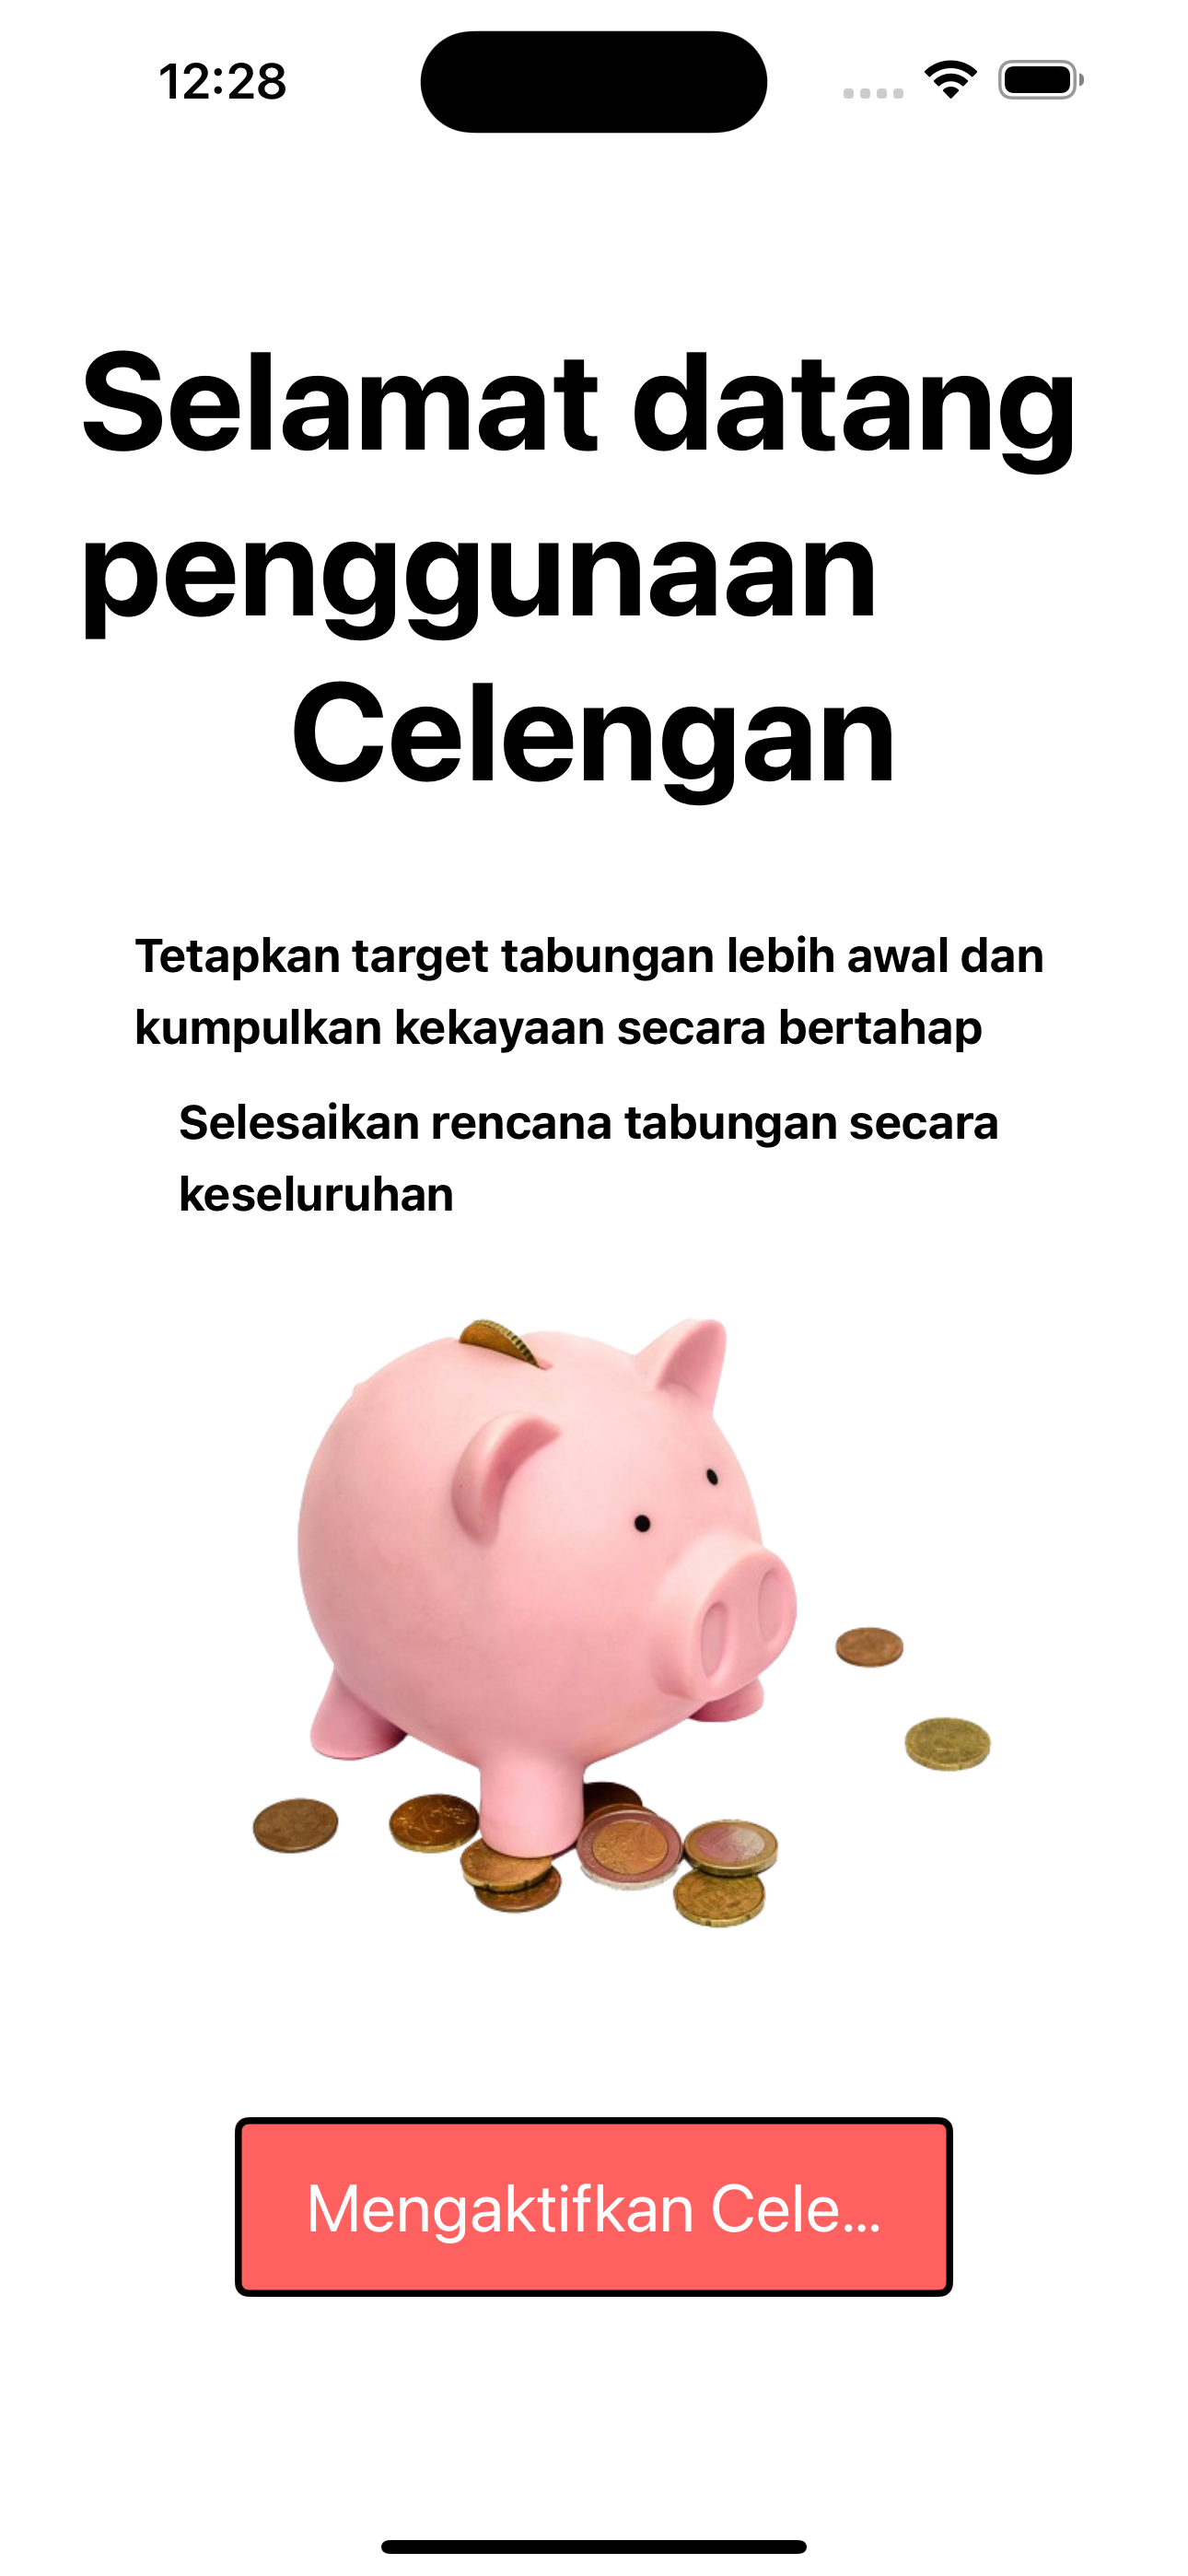 12:28
Selamat datang
penggunaan
Celengan
Tetapkan target tabungan lebih awal dan
kumpulkan kekayaan secara bertahap
Selesaikan rencana tabungan secara
keseluruhan
Mengaktifkan Cele...